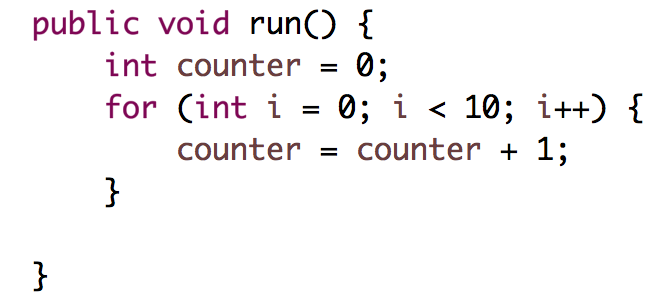 public void run() {
    int counter = 0;
    for (int i = 0; i < 10; i++) {
        counter = counter + 1;
    }

}